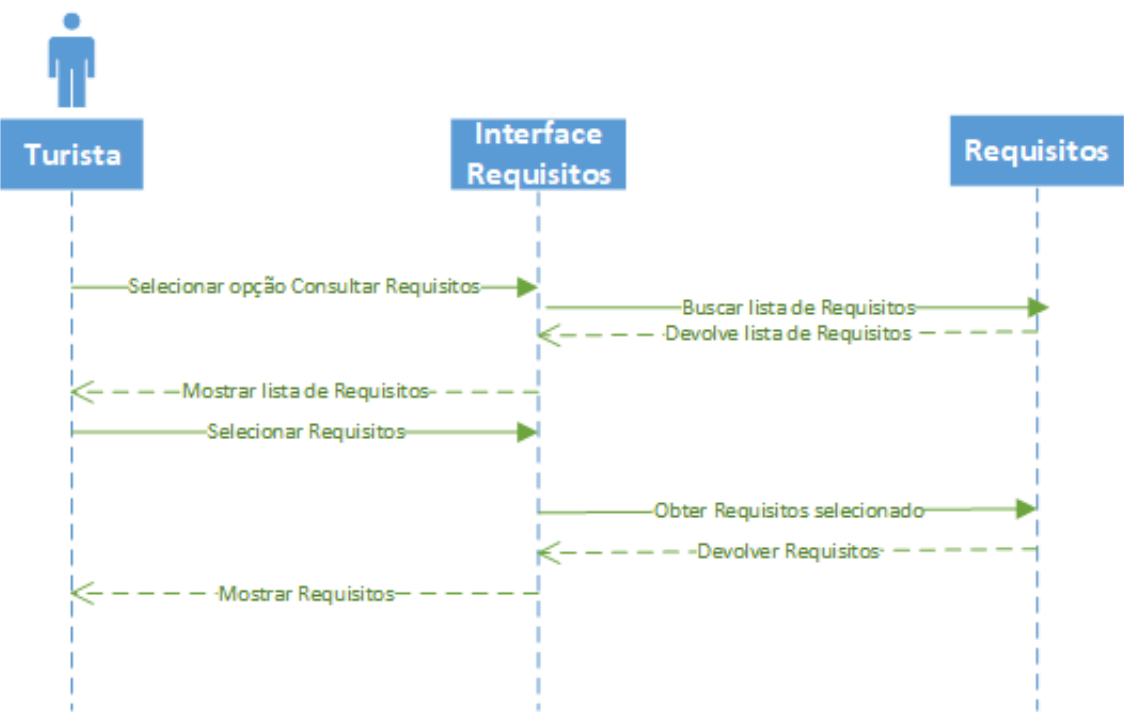 Turista
Interface
Requisitos
Requisitos
Selecionar opção Consultar Requisitos
Buscar lista de Requisitos
Devolve lista de Requisitos
Mostrar lista de Requisitos
Selecionar Requisitos
Obter Requisitos selecionado
Devolver Requisitos
Mostrar Requisitos